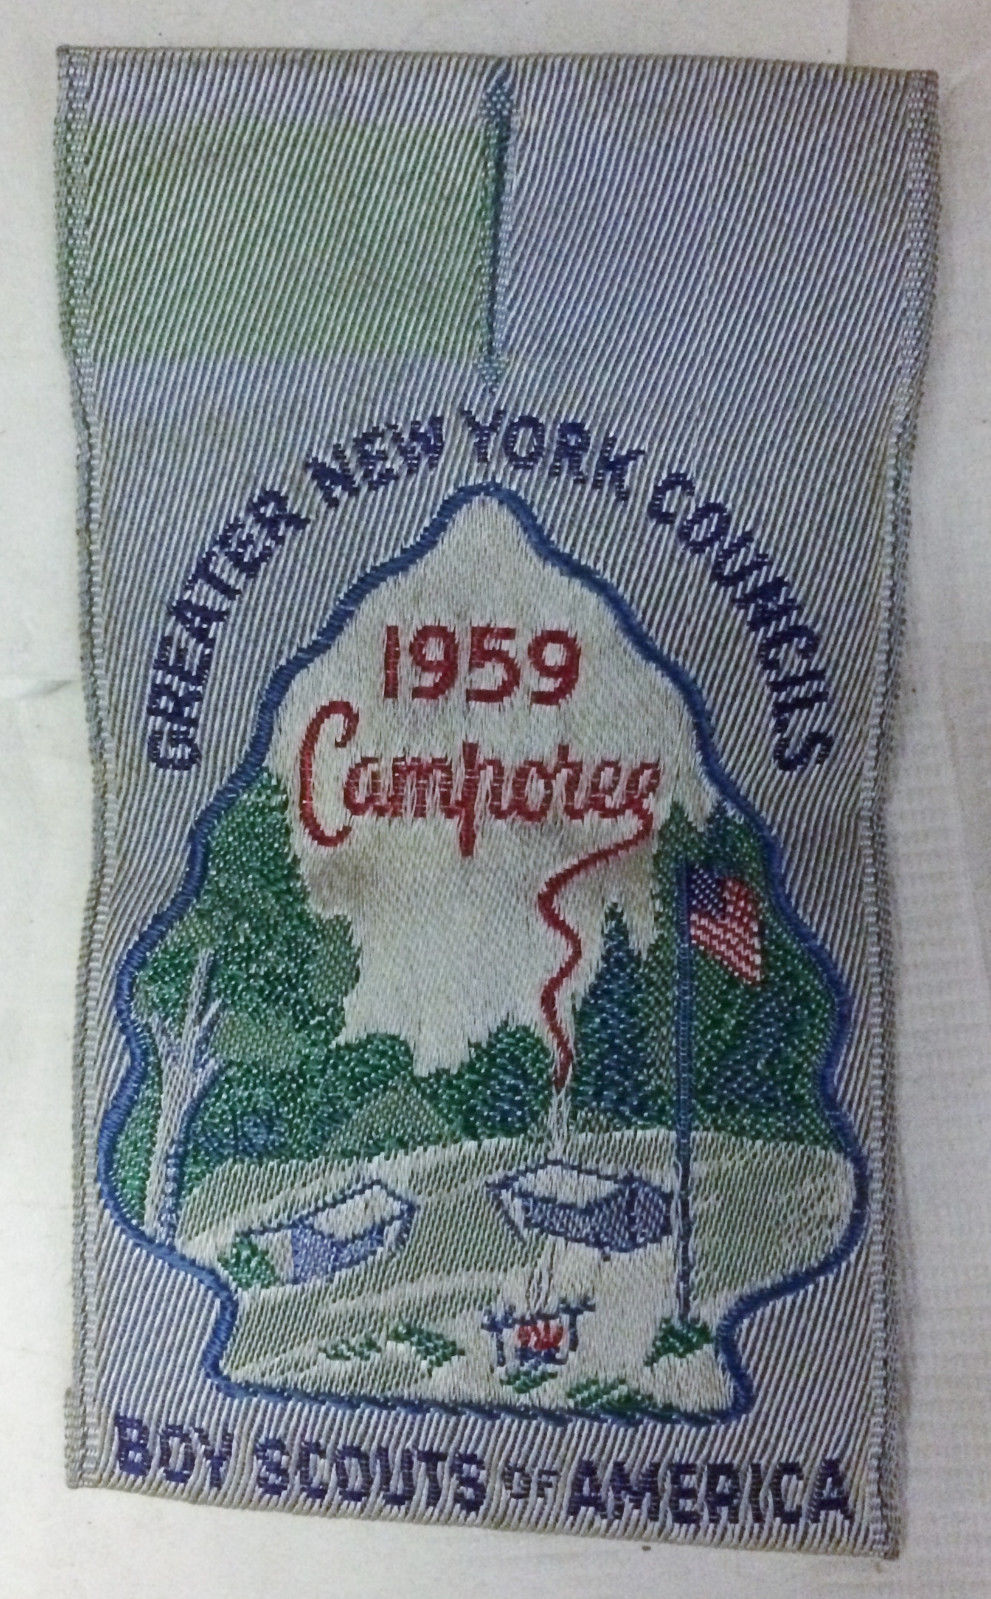 GREATER NEW YORK COUNCILS
1959
Camporee
BOY SCOUTS OF AMERICA